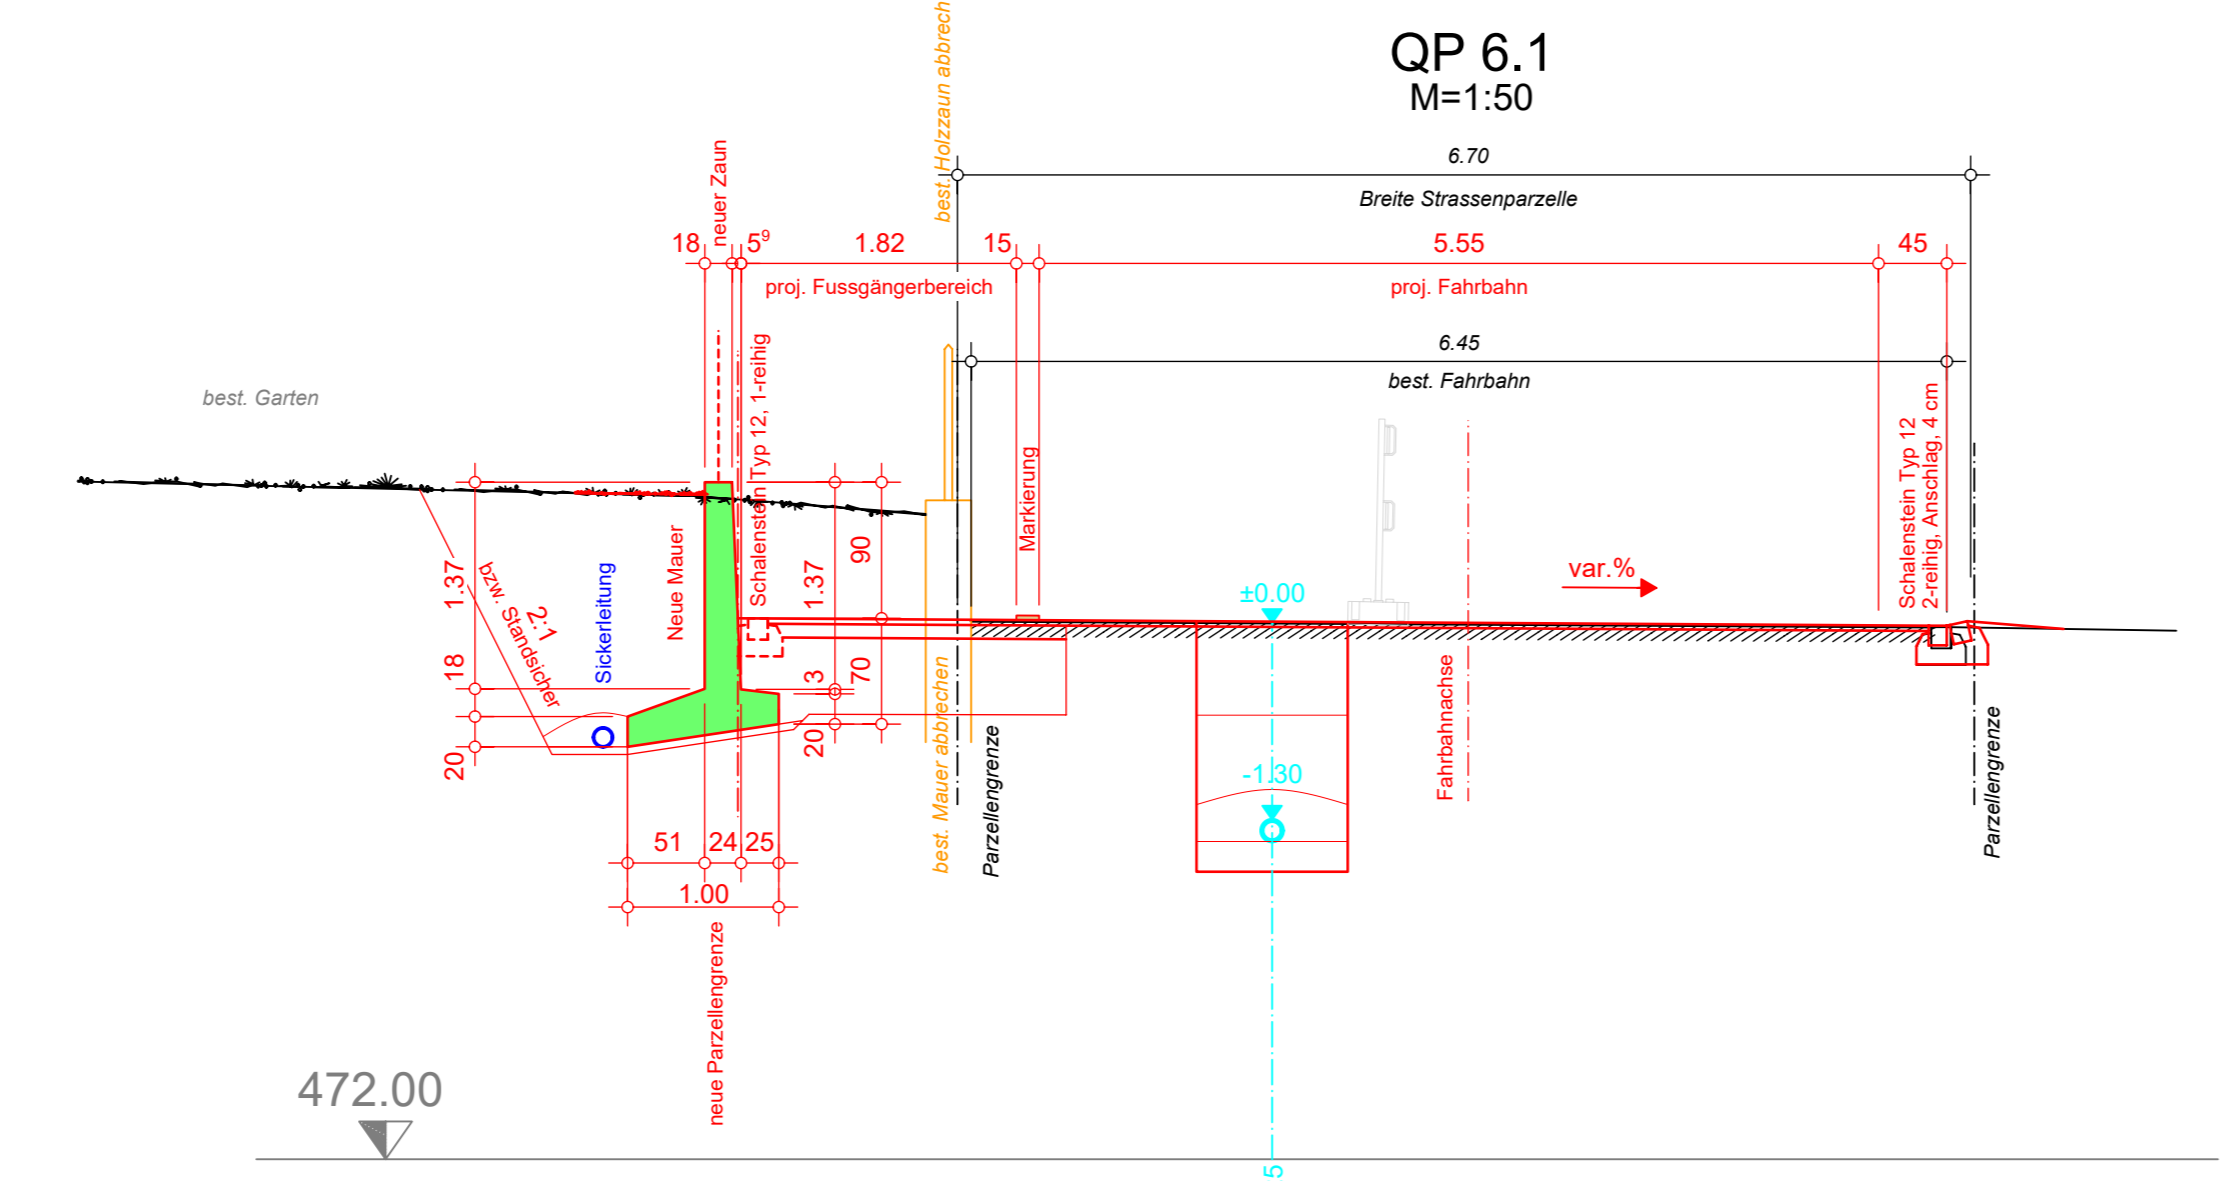 QP 6.1
M=1:50
best. Holzzaun abbrech
neuer Zaun
6.70
Breite Strassenparzelle
18
5⁹
1.82
15
5.55
45
proj. Fussgängerbereich
proj. Fahrbahn
6.45
best. Fahrbahn
best. Garten
Schalenstein Typ 12, 1-reihig
Markierung
Schalenstein Typ 12
2-reihig, Anschlag, 4 cm
1.37
18
20
2:1
bzw. Standsicher
Sickerleitung
Neue Mauer
1.37
3
20
90
70
±0.00
var.%
-1.30
Fahrbahnachse
best. Mauer abbrechen
Parzellengrenze
Parzellengrenze
51
24
25
1.00
neue Parzellengrenze
472.00
5